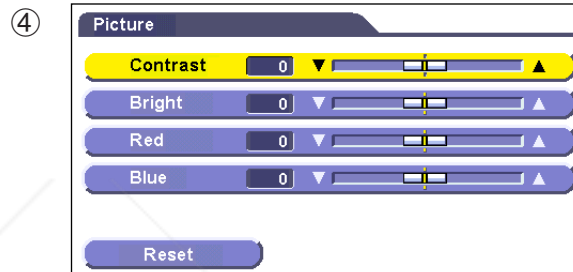 ④
Picture
Contrast 0 ▼ ▲
Bright 0 ▼ ▲
Red 0 ▼ ▲
Blue 0 ▼ ▲
Reset